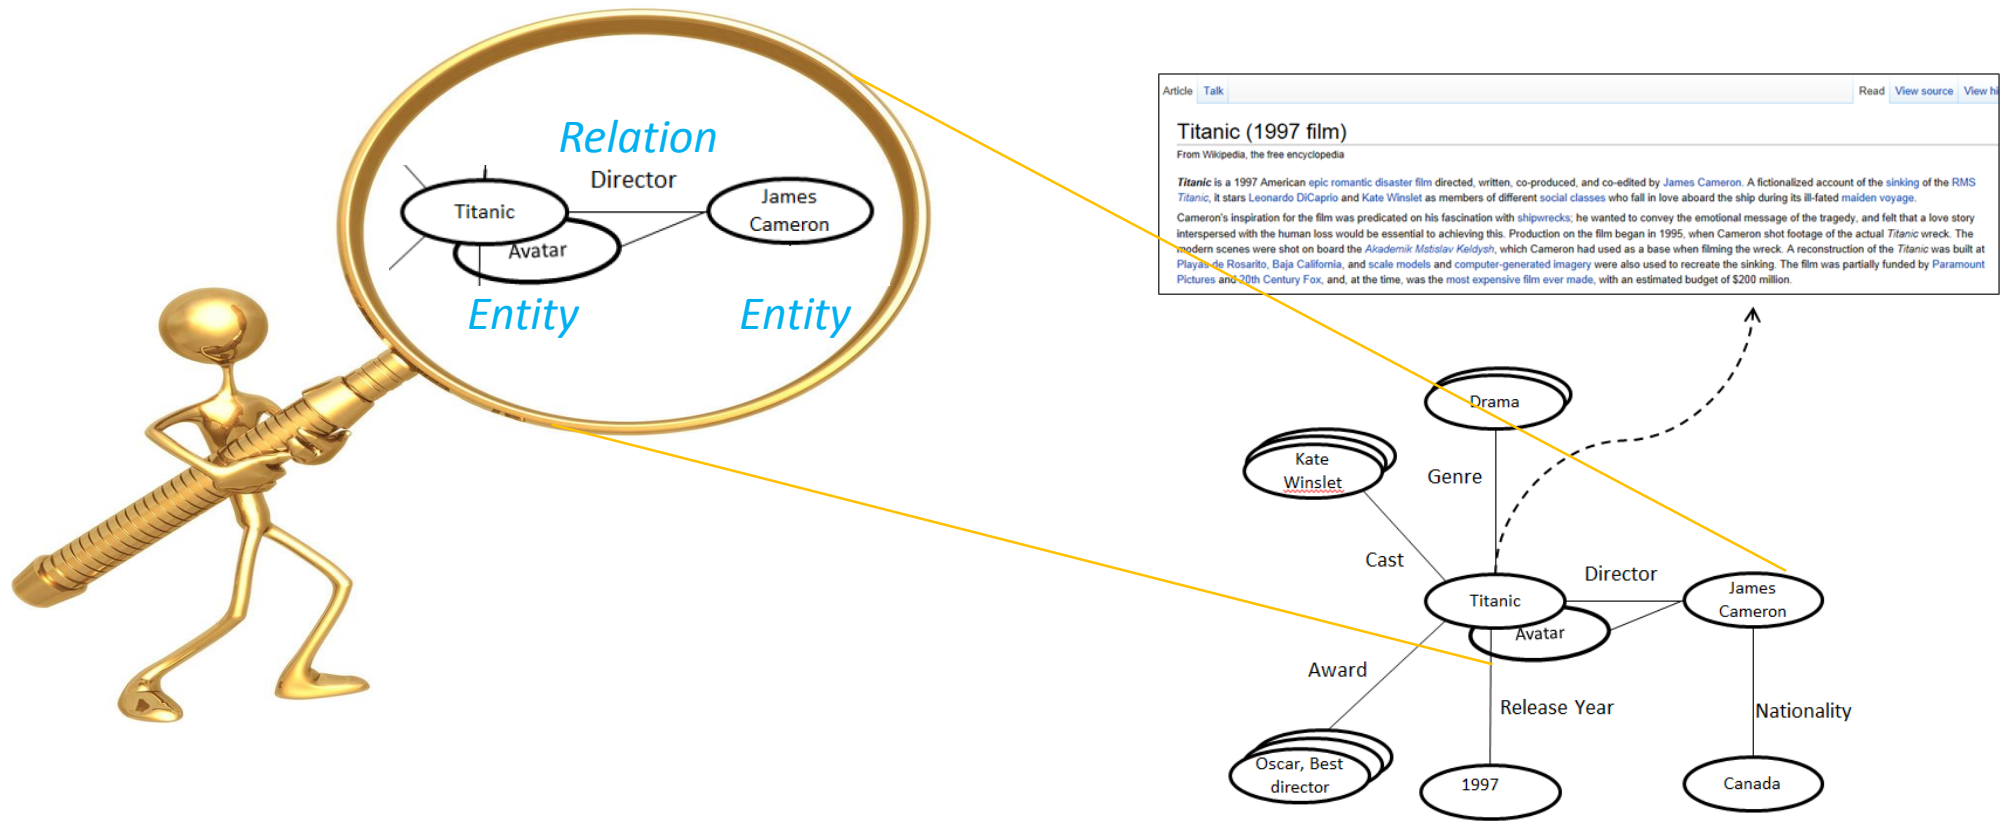 Relation
Director
Titanic
James
Cameron
Avatar
Entity
Entity
Article Talk
Read View source View hi
Titanic (1997 film)
From Wikipedia, the free encyclopedia
Titanic is a 1997 American epic romantic disaster film directed, written, co-produced, and co-edited by James Cameron. A fictionalized account of the sinking of the RMS
Titanic, it stars Leonardo DiCaprio and Kate Winslet as members of different social classes who fall in love aboard the ship during its ill-fated maiden voyage.
Cameron's inspiration for the film was predicated on his fascination with shipwrecks; he wanted to convey the emotional message of the tragedy, and felt that a love story
interspersed with the human loss would be essential to achieving this. Production on the film began in 1995, when Cameron shot footage of the actual Titanic wreck. The
modern scenes were shot on board the Akademik Mstislav Keldysh, which Cameron had used as a base when filming the wreck. A reconstruction of the Titanic was built at
Playas de Rosarito, Baja California, and scale models and computer-generated imagery were also used to recreate the sinking. The film was partially funded by Paramount
Pictures and 20th Century Fox, and, at the time, was the most expensive film ever made, with an estimated budget of $200 million.
Drama
Kate
Winslet
Genre
Cast
Director
Titanic
James
Cameron
Avatar
Award
Release Year
Nationality
Oscar, Best
director
1997
Canada